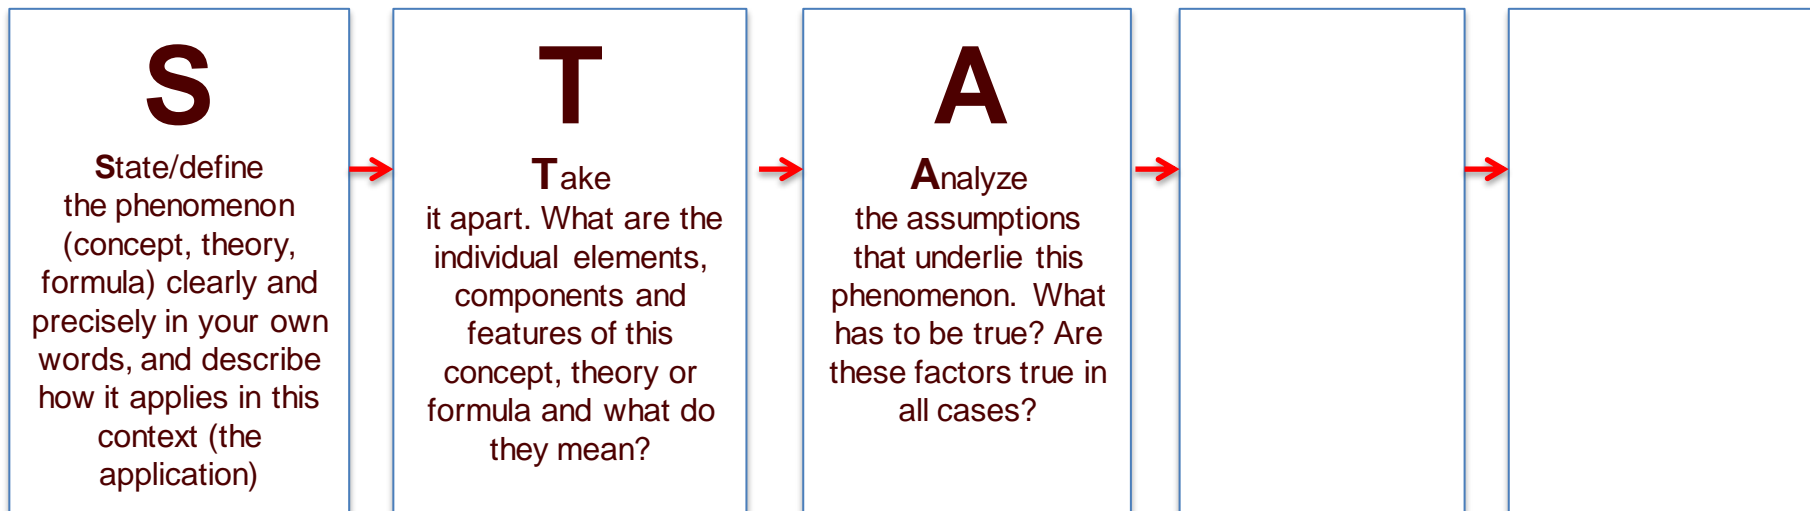 S
State/define
the phenomenon
(concept, theory,
formula) clearly and
precisely in your own
words, and describe
how it applies in this
context (the
application)
T
Take
it apart. What are the
individual elements,
components and
features of this
concept, theory or
formula and what do
they mean?
A
Analyze
the assumptions
that underlie this
phenomenon. What
has to be true? Are
these factors true in
all cases?